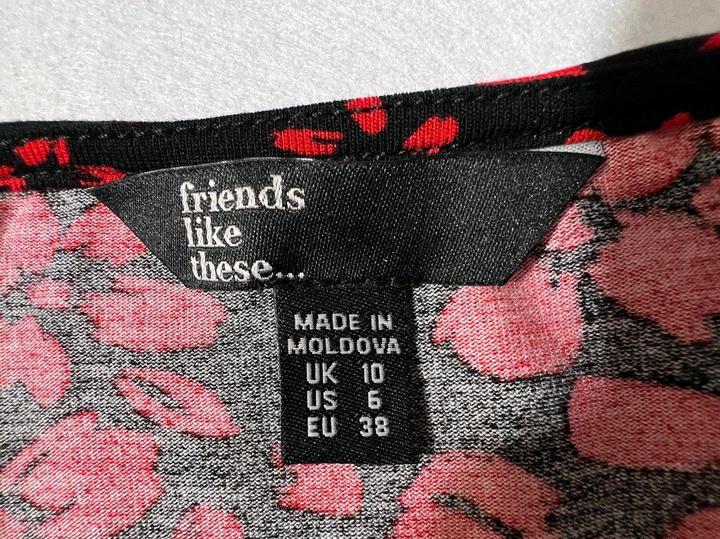 friends
like
these...
MADE IN
MOLDOVA
UK 10
US 6
EU 38